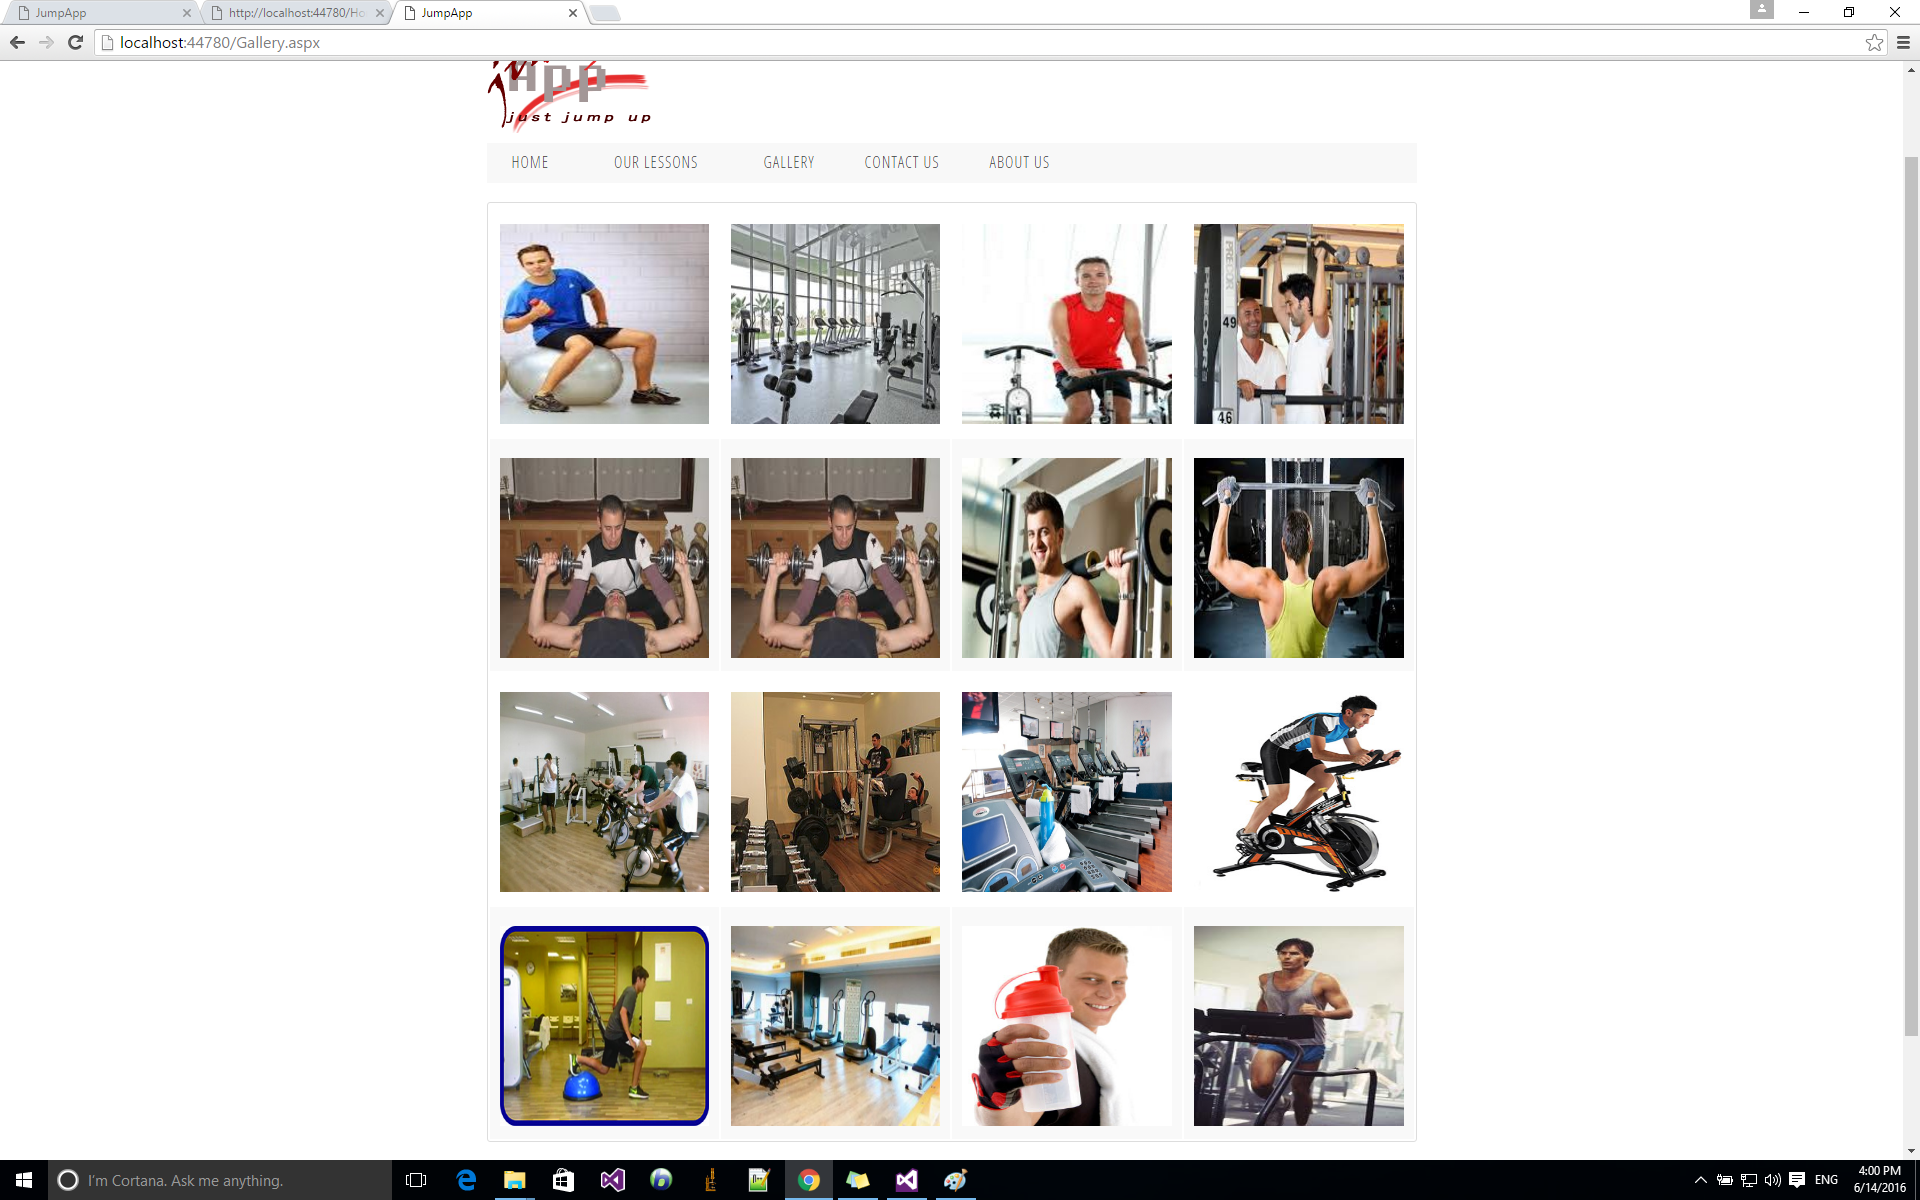 JumpApp
http://localhost:44780/Ho
JumpApp
localhost:44780/Gallery.aspx
App
just jump up
HOME OUR LESSONS GALLERY CONTACT US ABOUT US
PRECOR
49
46
I'm Cortana. Ask me anything.
ENG
4:00 PM
6/14/2016